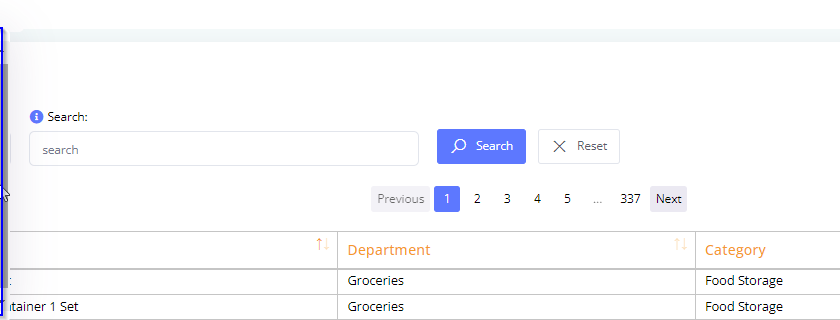 Search:
search Search Reset
Previous 1 2 3 4 5 ... 337 Next
Department Category
Groceries Food Storage
tainer 1 Set Groceries Food Storage